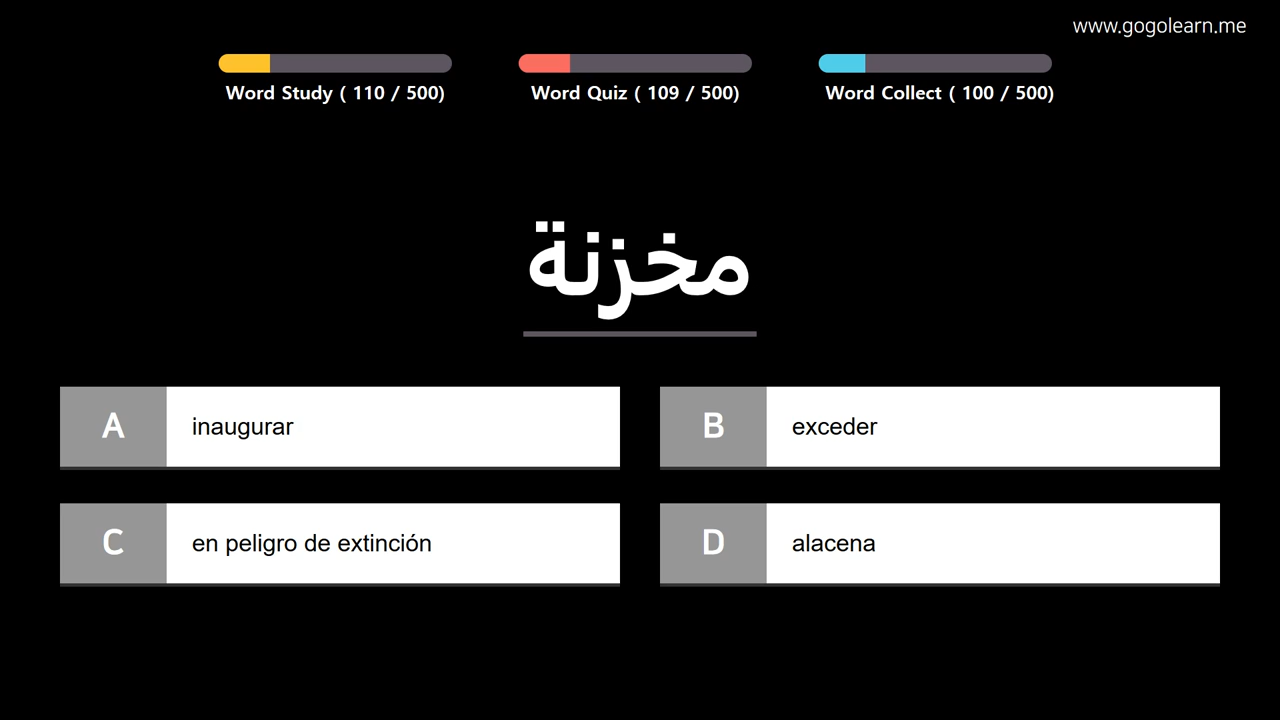 www.gogolearn.me
Word Study ( 110 / 500)
Word Quiz ( 109 / 500)
Word Collect ( 100 / 500)
مخزنة
A inaugurar
B exceder
C en peligro de extinción
D alacena